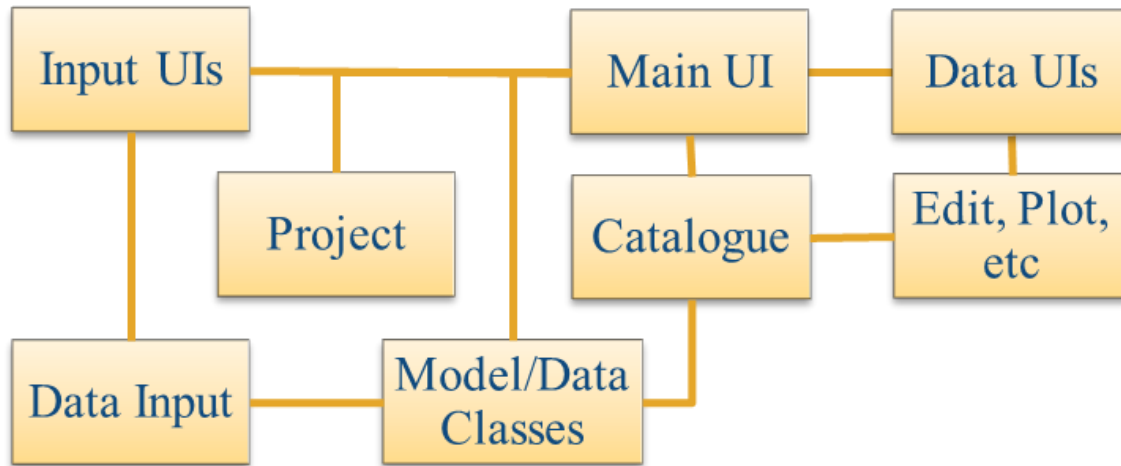 Input UIs
Main UI
Data UIs
Project
Catalogue
Edit, Plot,
etc
Data Input
Model/Data
Classes